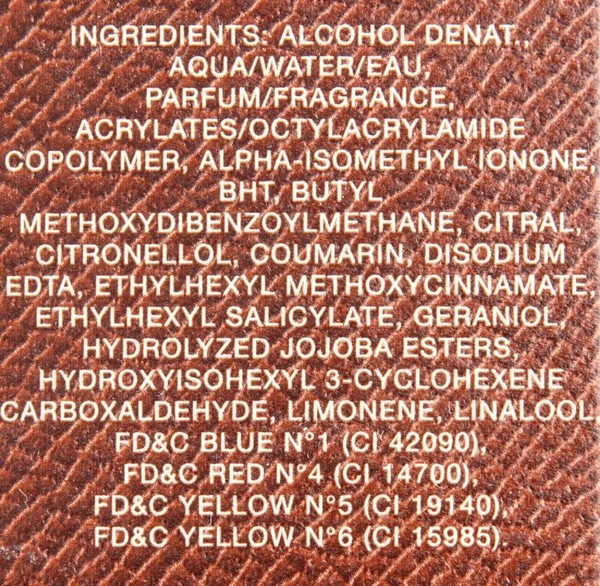 INGREDIENTS: ALCOHOL DENAT.,
AQUA/WATER/EAU,
PARFUM/FRAGRANCE,
ACRYLATES/OCTYLACRYLAMIDE
COPOLYMER, ALPHA-ISOMETHYL IONONE,
BHT, BUTYL
METHOXYDIBENZOYLMETHANE, CITRAL,
CITRONELLOL, COUMARIN, DISODIUM
EDTA, ETHYLHEXYL METHOXYCINNAMATE,
ETHYLHEXYL SALICYLATE, GERANIOL,
HYDROLYZED JOJOBA ESTERS,
HYDROXYISOHEXYL 3-CYCLOHEXENE
CARBOXALDEHYDE, LIMONENE, LINALOOL,
FD&C BLUE N°1 (CI 42090),
FD&C RED N°4 (CI 14700),
FD&C YELLOW N°5 (CI 19140),
FD&C YELLOW N°6 (CI 15985).